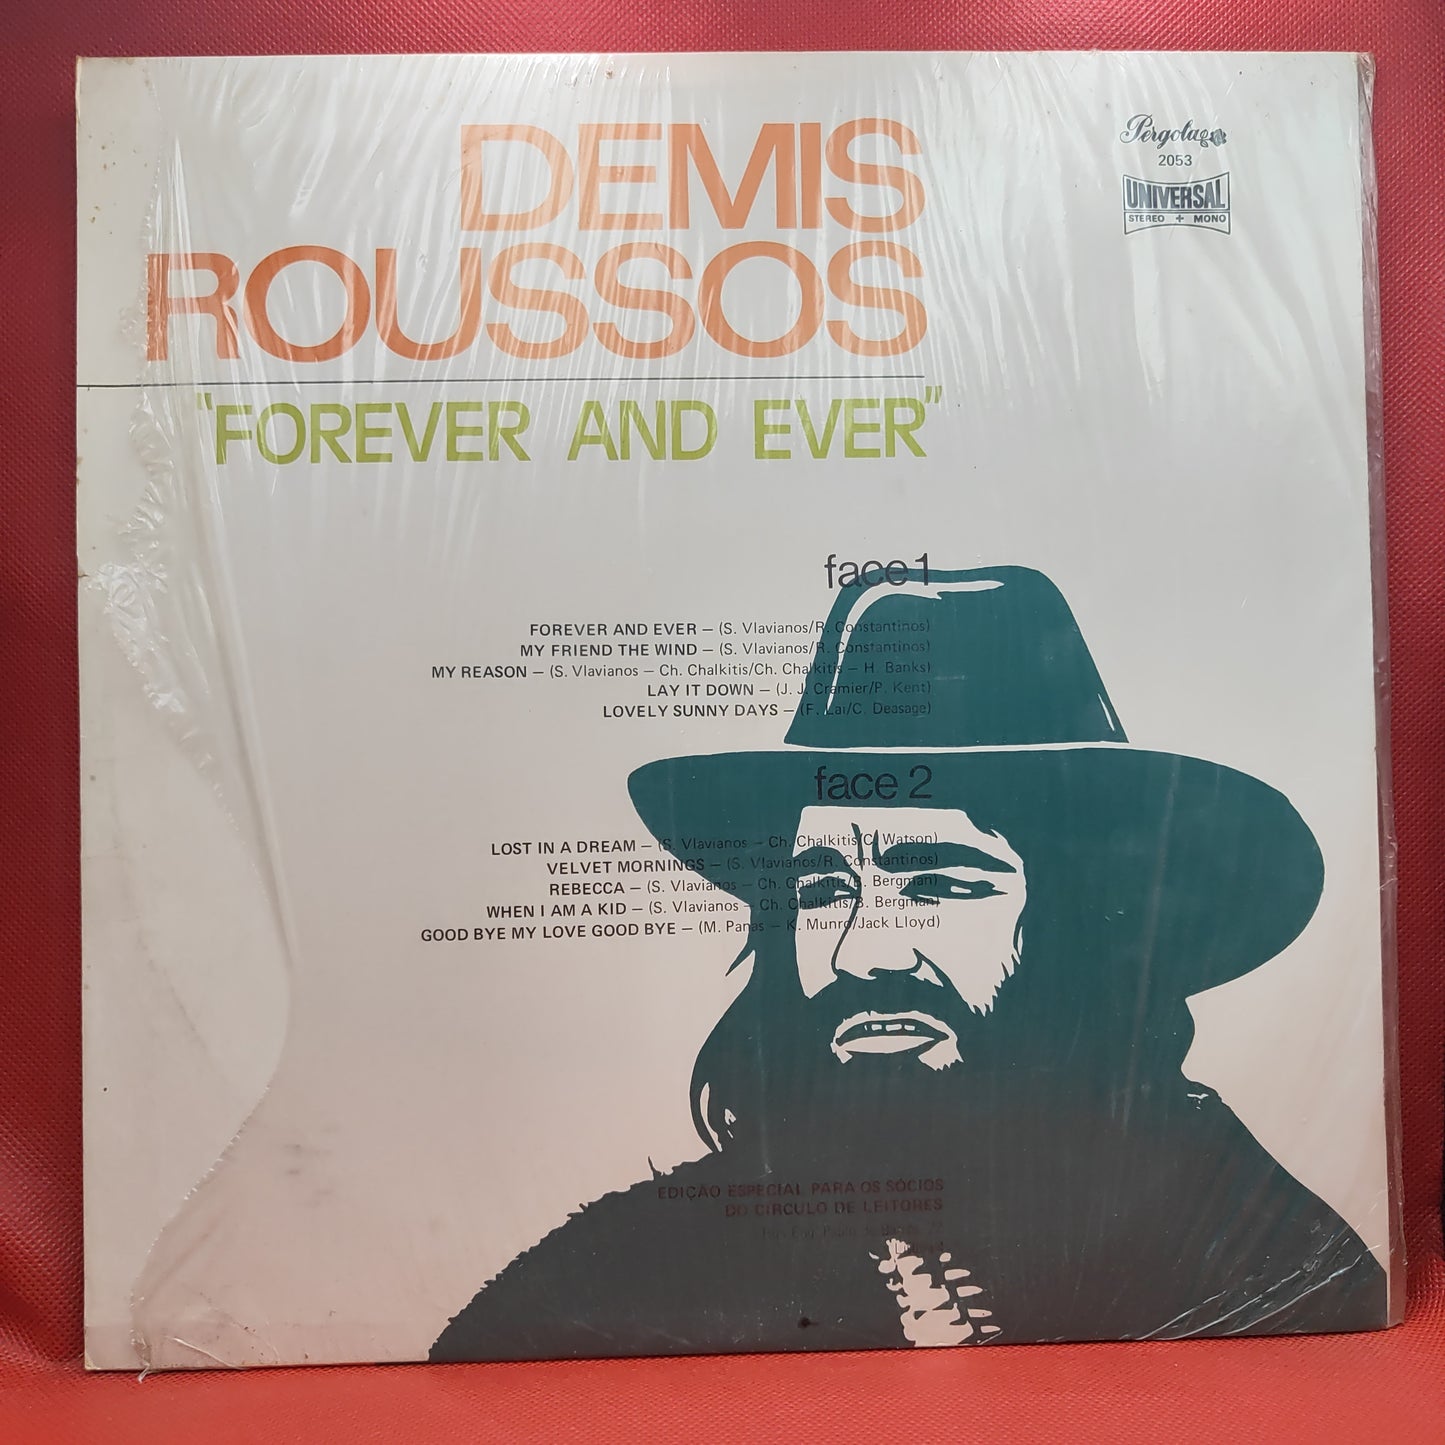 DEMIS
ROUSSOS
"FOREVER AND EVER"
Pergola
2053
UNIVERSAL
STEREO + MONO
face 1
FOREVER AND EVER — (S. Vlavianos/R. Constantinos)
MY FRIEND THE WIND — (S. Vlavianos/R. Constantinos)
MY REASON — (S. Vlavianos — Ch. Chalkitis/Ch. Chalkitis — H. Banks)
LAY IT DOWN — (J. J. Cramier/P. Kent)
LOVELY SUNNY DAYS — (F. Lai/C. Deasage)
face 2
LOST IN A DREAM — (S. Vlavianos — Ch. Chalkitis/C. Watson)
VELVET MORNINGS — (S. Vlavianos/R. Constantinos)
REBECCA — (S. Vlavianos — Ch. Chalkitis/B. Bergman)
WHEN I AM A KID — (S. Vlavianos — Ch. Chalkitis/B. Bergman)
GOOD BYE MY LOVE GOOD BYE — (M. Panas — K. Munro/Jack Lloyd)
EDIÇÃO ESPECIAL PARA OS SÓCIOS
DO CÍRCULO DE LEITORES